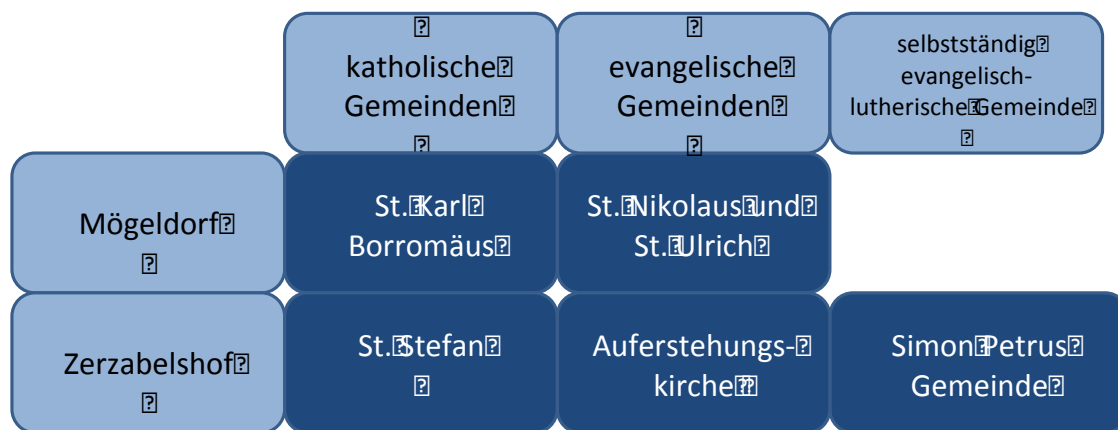 katholische
Gemeinden
evangelische
Gemeinden
selbstständig
evangelisch-
lutherische Gemeinde
Mögeldorf
St. Karl
Borromäus
St. Nikolaus und
St. Ulrich
Zerzabelshof
St. Stefan
Auferstehungs-
kirche
Simon Petrus
Gemeinde